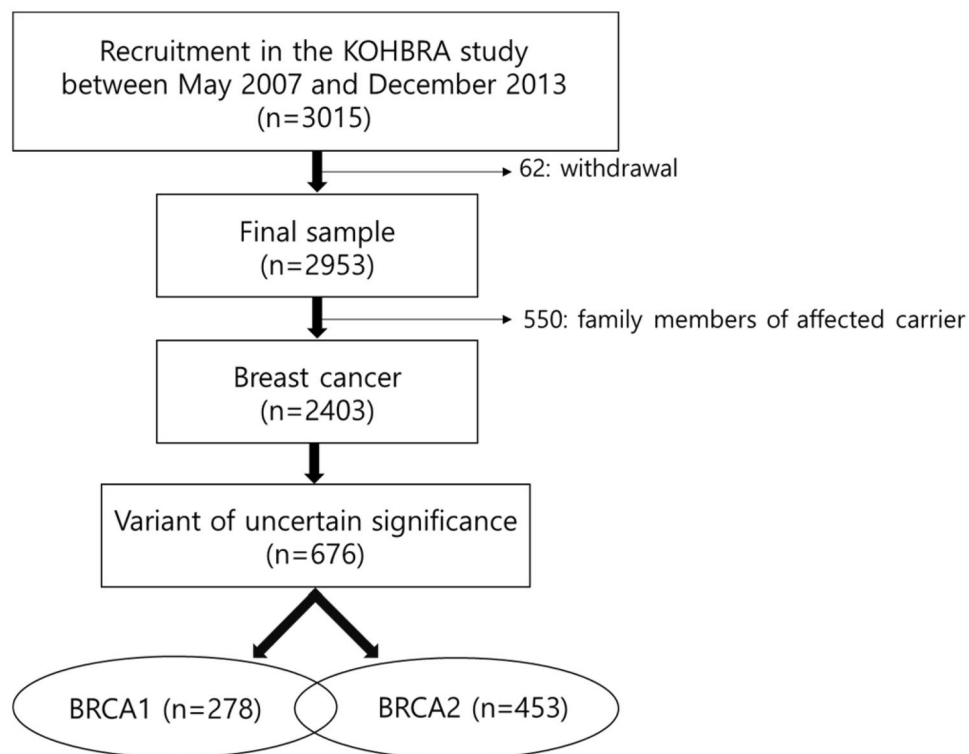 Recruitment in the KOHBRA study
between May 2007 and December 2013
(n=3015)
62: withdrawal
Final sample
(n=2953)
550: family members of affected carrier
Breast cancer
(n=2403)
Variant of uncertain significance
(n=676)
BRCA1 (n=278)
BRCA2 (n=453)